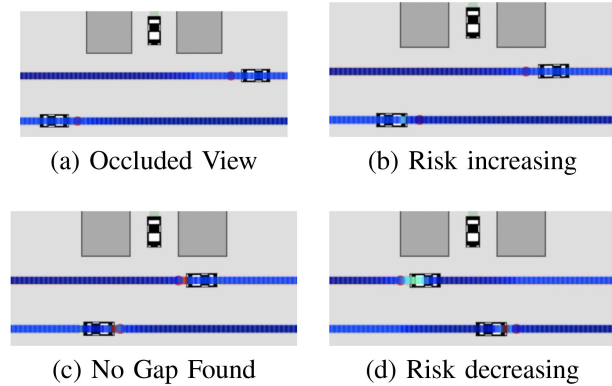 (a) Occluded View
(b) Risk increasing
(c) No Gap Found
(d) Risk decreasing